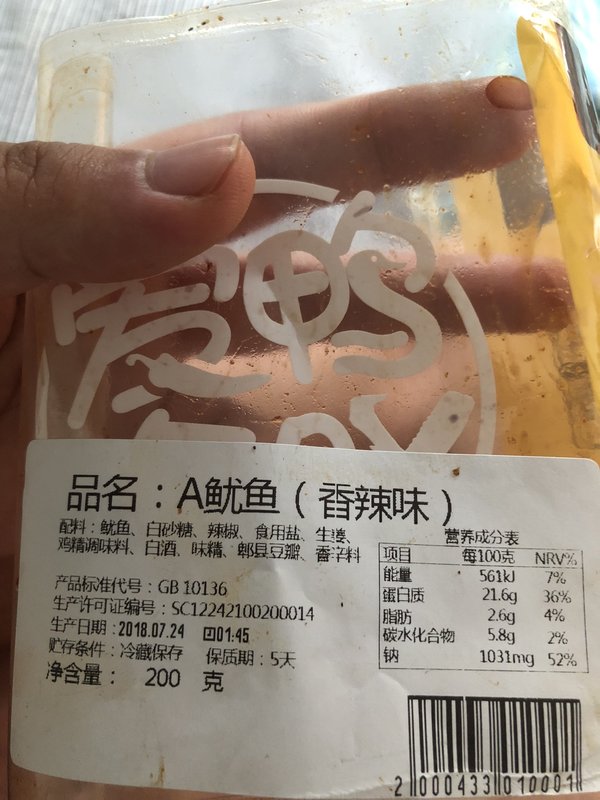 爱鸭
品名：A鱿鱼（香辣味）
配料：鱿鱼、白砂糖、辣椒、食用盐、生姜、
鸡精调味料、白酒、味精、郫县豆瓣、香辛料
产品标准代号：GB 10136
生产许可证编号：SC12242100200014
生产日期：2018.07.24 01:45
贮存条件：冷藏保存 保质期：5天
净含量： 200 克
营养成分表
项目 每100克 NRV%
能量 561kJ 7%
蛋白质 21.6g 36%
脂肪 2.6g 4%
碳水化合物 5.8g 2%
钠 1031mg 52%
2 000433 010001